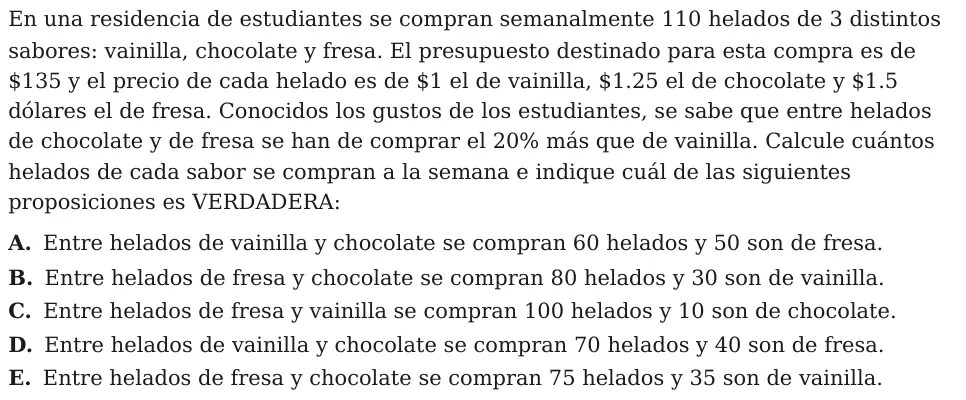 En una residencia de estudiantes se compran semanalmente 110 helados de 3 distintos
sabores: vainilla, chocolate y fresa. El presupuesto destinado para esta compra es de
$135 y el precio de cada helado es de $1 el de vainilla, $1.25 el de chocolate y $1.5
dólares el de fresa. Conocidos los gustos de los estudiantes, se sabe que entre helados
de chocolate y de fresa se han de comprar el 20% más que de vainilla. Calcule cuántos
helados de cada sabor se compran a la semana e indique cuál de las siguientes
proposiciones es VERDADERA:
A. Entre helados de vainilla y chocolate se compran 60 helados y 50 son de fresa.
B. Entre helados de fresa y chocolate se compran 80 helados y 30 son de vainilla.
C. Entre helados de fresa y vainilla se compran 100 helados y 10 son de chocolate.
D. Entre helados de vainilla y chocolate se compran 70 helados y 40 son de fresa.
E. Entre helados de fresa y chocolate se compran 75 helados y 35 son de vainilla.